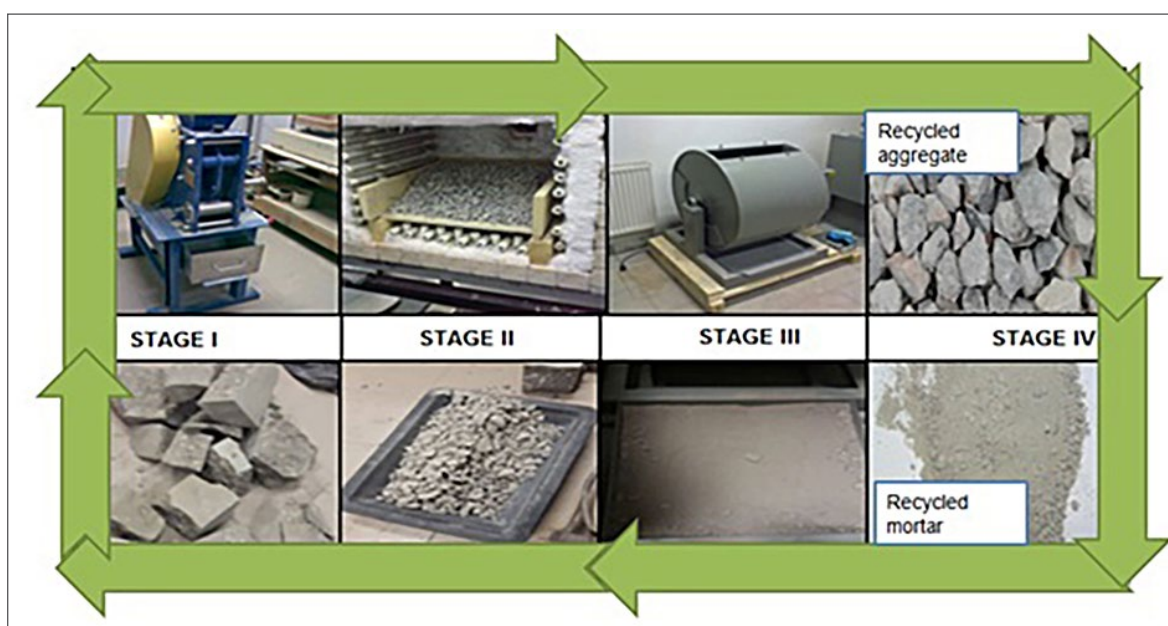 Recycled
aggregate
STAGE I
STAGE II
STAGE III
STAGE IV
Recycled
mortar